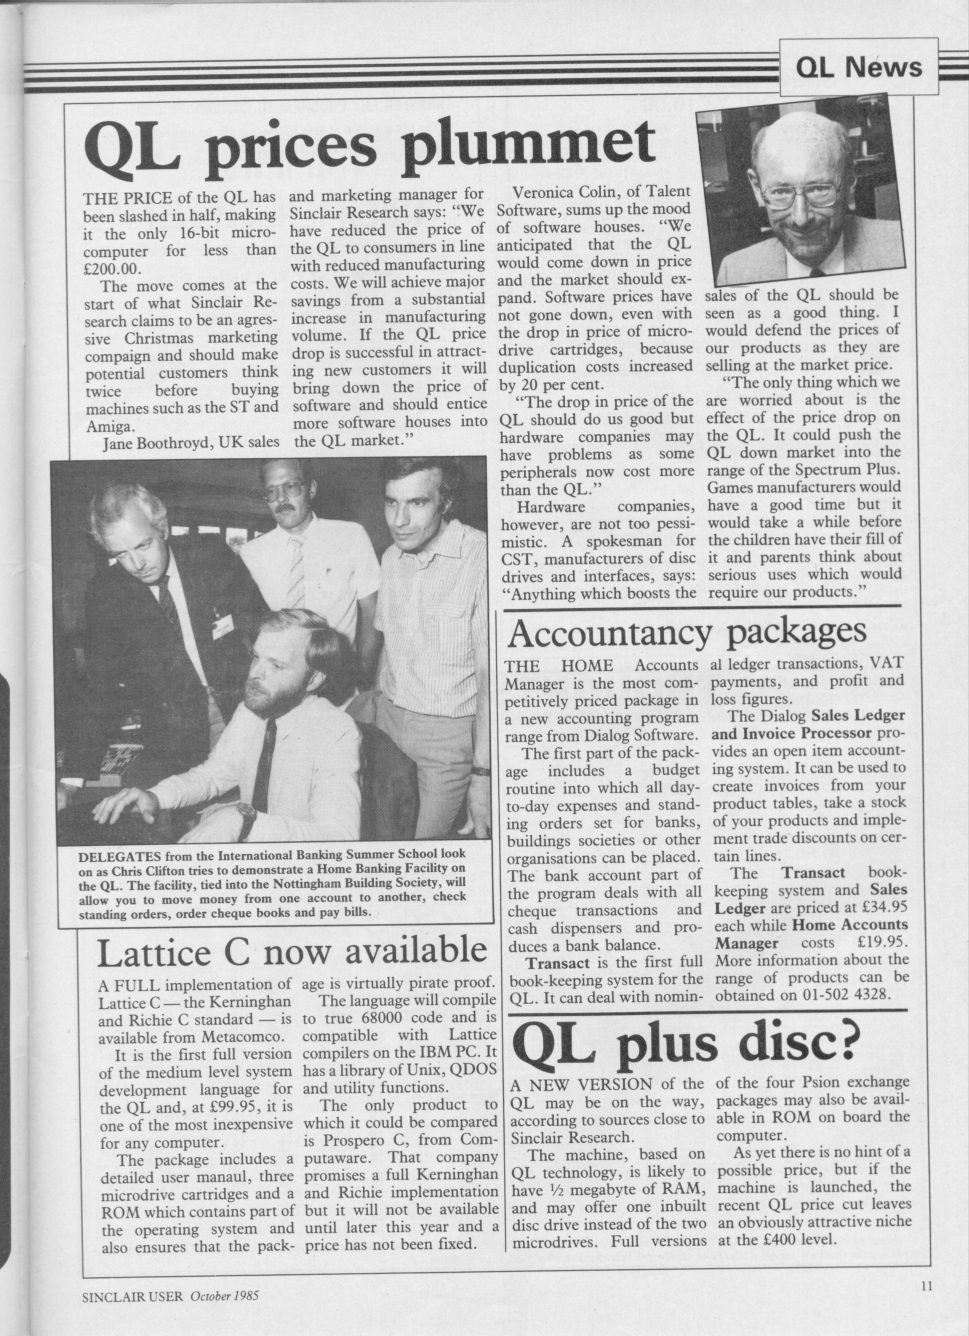 QL News
QL prices plummet
THE PRICE of the QL has
been slashed in half, making
it the only 16-bit micro-
computer for less than
£200.00.
The move comes at the
start of what Sinclair Re-
search claims to be an agres-
sive Christmas marketing
compaign and should make
potential customers think
twice before buying
machines such as the ST and
Amiga.
Jane Boothroyd, UK sales
and marketing manager for
Sinclair Research says: “We
have reduced the price of
the QL to consumers in line
with reduced manufacturing
costs. We will achieve major
savings from a substantial
increase in manufacturing
volume. If the QL price
drop is successful in attract-
ing new customers it will
bring down the price of
software and should entice
more software houses into
the QL market.”
Veronica Colin, of Talent
Software, sums up the mood
of software houses. “We
anticipated that the QL
would come down in price
and the market should ex-
pand. Software prices have
not gone down, even with
the drop in price of micro-
drive cartridges, because
duplication costs increased
by 20 per cent.
“The drop in price of the
QL should do us good but
hardware companies may
have problems as some
peripherals now cost more
than the QL.”
Hardware companies,
however, are not too pessi-
mistic. A spokesman for
CST, manufacturers of disc
drives and interfaces, says:
“Anything which boosts the
sales of the QL should be
seen as a good thing. I
would defend the prices of
our products as they are
selling at the market price.
“The only thing which we
are worried about is the
effect of the price drop on
the QL. It could push the
QL down market into the
range of the Spectrum Plus.
Games manufacturers would
have a good time but it
would take a while before
the children have their fill of
it and parents think about
serious uses which would
require our products.”
DELEGATES from the International Banking Summer School look
on as Chris Clifton tries to demonstrate a Home Banking Facility on
the QL. The facility, tied into the Nottingham Building Society, will
allow you to move money from one account to another, check
standing orders, order cheque books and pay bills.
Lattice C now available
A FULL implementation of
Lattice C — the Kerninghan
and Richie C standard — is
available from Metacomco.
It is the first full version
of the medium level system
development language for
the QL and, at £99.95, it is
one of the most inexpensive
for any computer.
The package includes a
detailed user manaul, three
microdrive cartridges and a
ROM which contains part of
the operating system and
also ensures that the pack-
age is virtually pirate proof.
The language will compile
to true 68000 code and is
compatible with Lattice
compilers on the IBM PC. It
has a library of Unix, QDOS
and utility functions.
The only product to
which it could be compared
is Prospero C, from Com-
putaware. That company
promises a full Kerninghan
and Richie implementation
but it will not be available
until later this year and a
price has not been fixed.
Accountancy packages
THE HOME Accounts
Manager is the most com-
petitively priced package in
a new accounting program
range from Dialog Software.
The first part of the pack-
age includes a budget
routine into which all day-
to-day expenses and stand-
ing orders set for banks,
buildings societies or other
organisations can be placed.
The bank account part of
the program deals with all
cheque transactions and
cash dispensers and pro-
duces a bank balance.
Transact is the first full
book-keeping system for the
QL. It can deal with nomin-
al ledger transactions, VAT
payments, and profit and
loss figures.
The Dialog Sales Ledger
and Invoice Processor pro-
vides an open item account-
ing system. It can be used to
create invoices from your
product tables, take a stock
of your products and imple-
ment trade discounts on cer-
tain lines.
The Transact book-
keeping system and Sales
Ledger are priced at £34.95
each while Home Accounts
Manager costs £19.95.
More information about the
range of products can be
obtained on 01-502 4328.
QL plus disc?
A NEW VERSION of the
QL may be on the way,
according to sources close to
Sinclair Research.
The machine, based on
QL technology, is likely to
have ½ megabyte of RAM,
and may offer one inbuilt
disc drive instead of the two
microdrives. Full versions
of the four Psion exchange
packages may also be avail-
able in ROM on board the
computer.
As yet there is no hint of a
possible price, but if the
machine is launched, the
recent QL price cut leaves
an obviously attractive niche
at the £400 level.
SINCLAIR USER October 1985
11